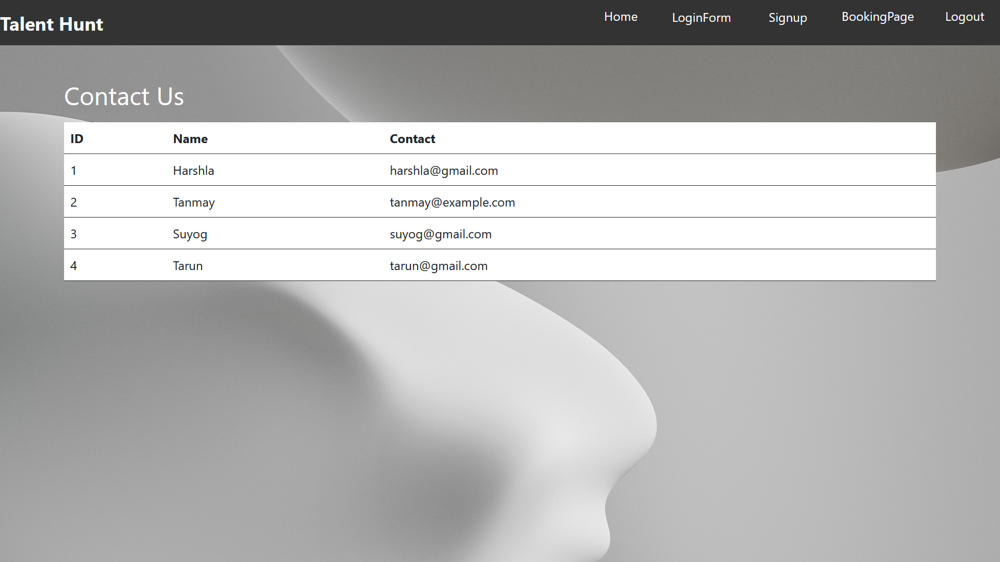 Talent Hunt
Home LoginForm Signup BookingPage Logout
Contact Us
ID Name Contact
1 Harshla harshla@gmail.com
2 Tanmay tanmay@example.com
3 Suyog suyog@gmail.com
4 Tarun tarun@gmail.com